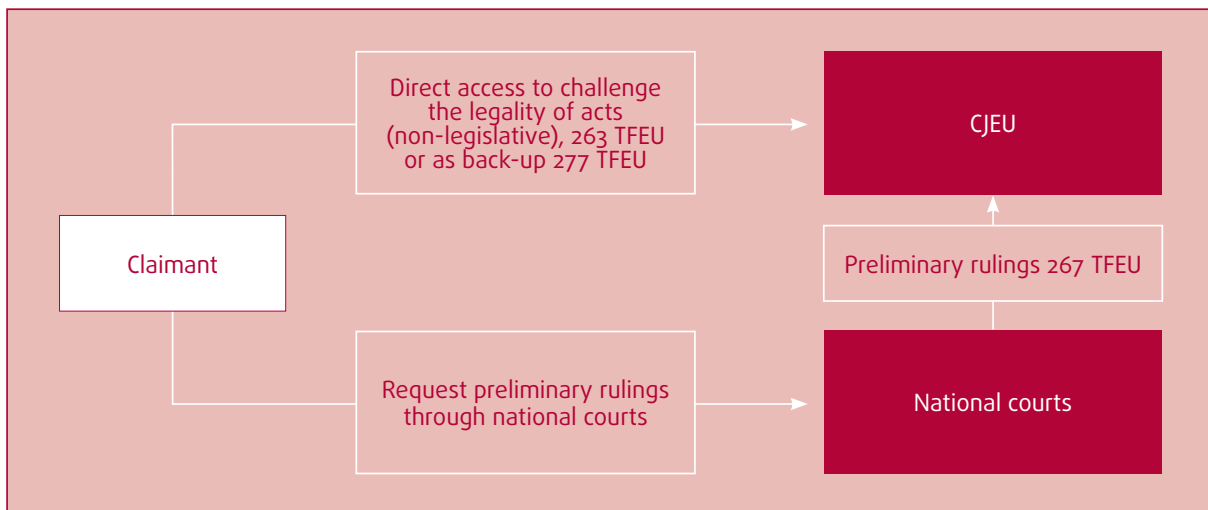 Direct access to challenge
the legality of acts
(non-legislative), 263 TFEU
or as back-up 277 TFEU
CJEU
Claimant
Preliminary rulings 267 TFEU
Request preliminary rulings
through national courts
National courts